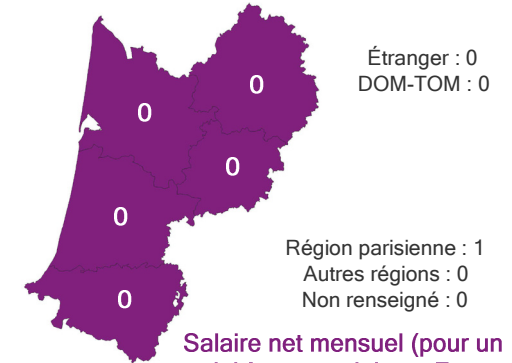 0
Étranger : 0
DOM-TOM : 0
0
0
0
Région parisienne : 1
Autres régions : 0
Non renseigné : 0
0
Salaire net mensuel (pour un